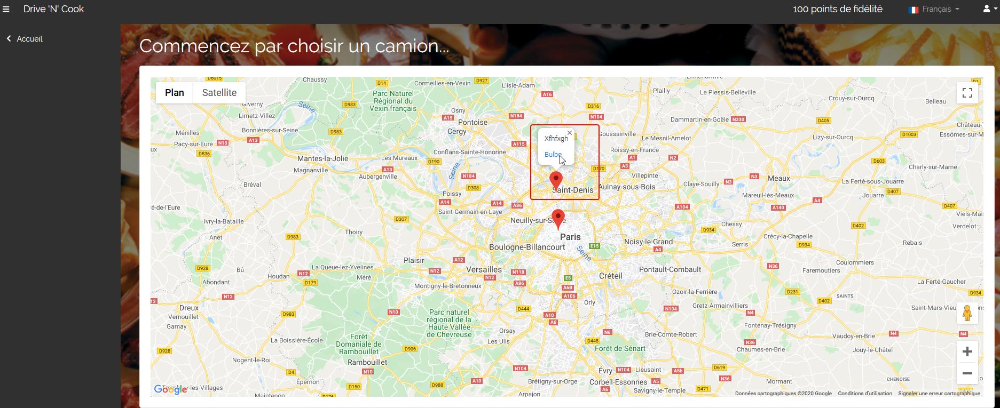 Drive 'N' Cook
100 points de fidélité
Français
Accueil
Commencez par choisir un camion...
Plan
Satellite
D6015
Chaussy
D14
Cormeilles-en-Vexin
D927
L'Isle-Adam
A16
Plailly
Le Plessis-Belleville
Crouy-sur-Ourcq
Belleau
D1
Parc Naturel
Régional du
Vexin français
Giverny
Seine
D983
Limetz-Villez
Osny
A15
Pontoise
N184
D316
N104
Dammartin-en-Goële
N330
D405
Ménilles
Bonnières-sur-Seine
D983
Cergy
Goussainville
Le Mesnil-Amelot
Lizy-sur-Ourcq
D1003
Château-T
Essômes-sur-M
Pacy-sur-Eure
N13
A13
A115
Xfhfxgh
Bulbe
Roissy-en-France
D836
Mantes-la-Jolie
Les Mureaux
Conflans-Sainte-Honorine
A1
N2
D603
Magnanville
A13
D190
Seine
D170
A3
Charly-sur-Marne
Aubergenville
N184
Villepinte
N3
Meaux
Bréval
D308
Saint-Denis
Aulnay-sous-Bois
Claye-Souilly
N3
La Ferté-sous-Jouarre
D407
Poissy
Mareuil-lès-Meaux
Jouarre
A14
A14
A86
A104
A140
A4
D407
ré-de-l'Eure
Saint-Germain-en-Laye
Viels-Mais
Ivry-la-Bataille
D307
Neuilly-sur-Seine
Chessy
D402
Verdelot
Anet
D983
Thoiry
Paris
D934
Crécy-la-Chapelle
Boulogne-Billancourt
E15
Noisy-le-Grand
A4
Serris
D934
Rebais
Seine
Plaisir
A12
D928
Bû
La Queue-lez-Yvelines
Versailles
Pontault-Combault
N36
Coulommiers
Faremoutiers
Houdan
N12
Méré
N12
N12
N118
Créteil
Abondant
D179
Montigny-le-Bretonneux
A86
E5
A6B
La Ferté-Gaucher
N12
A106
Ozoir-la-Ferrière
D231
SAINTS
D934
12
Dreux
Orly
D402
Vernouillet
D983
N10
Parc naturel
régional de la
Haute Vallée
de Chevreuse
D444
A10
A6
N104
Gretz-Armainvilliers
N4
Saint-Mars-Vieu
ons
Garnay
Orsay
N6
Fontenay-Trésigny
La Boissière-École
Forêt
Domaniale de
Rambouillet
Les Ulis
D448
Brie-Comte-Robert
N36
Vaudoy-en-Brie
N4
N4
D928
D906
Forêt de Sénart
Chaumes-en-Brie
Jouy-le-Châtel
Nogent-le-Roi
Rambouillet
D4
N10
N104
Évry
N104
Lieusaint
A5b
D619
N36
Épernon
D150
D988
A10
Brétigny-sur-Orge
Corbeil-Essonnes
A5
Mormant
CHENOISE
Google
Tremblay-les-Villages
A6
Savigny-le-Temple
D471
Maintenon
D176
Arpajon
Données cartographiques ©2020 Google
Conditions d'utilisation
Signaler une erreur cartographique